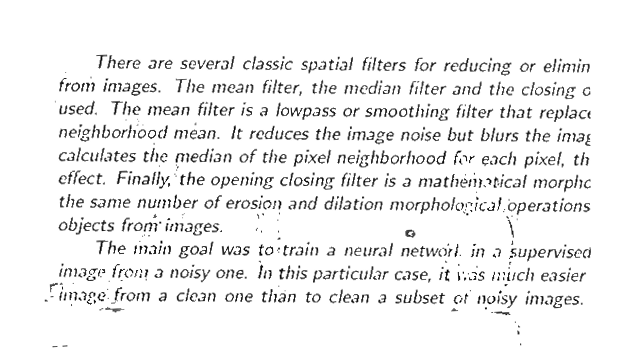 There are several classic spatial filters for reducing or elimin
from images. The mean filter, the median filter and the closing o
used. The mean filter is a lowpass or smoothing filter that replace
neighborhood mean. It reduces the image noise but blurs the imag
calculates the median of the pixel neighborhood for each pixel, th
effect. Finally, the opening closing filter is a mathematical morpho
the same number of erosion and dilation morphological operations
objects from images.
The main goal was to train a neural network in a supervised
image from a noisy one. In this particular case, it was much easier
image from a clean one than to clean a subset of noisy images.